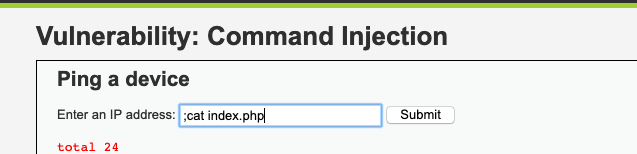 Vulnerability: Command Injection
Ping a device
Enter an IP address: ;cat index.php Submit
total 24